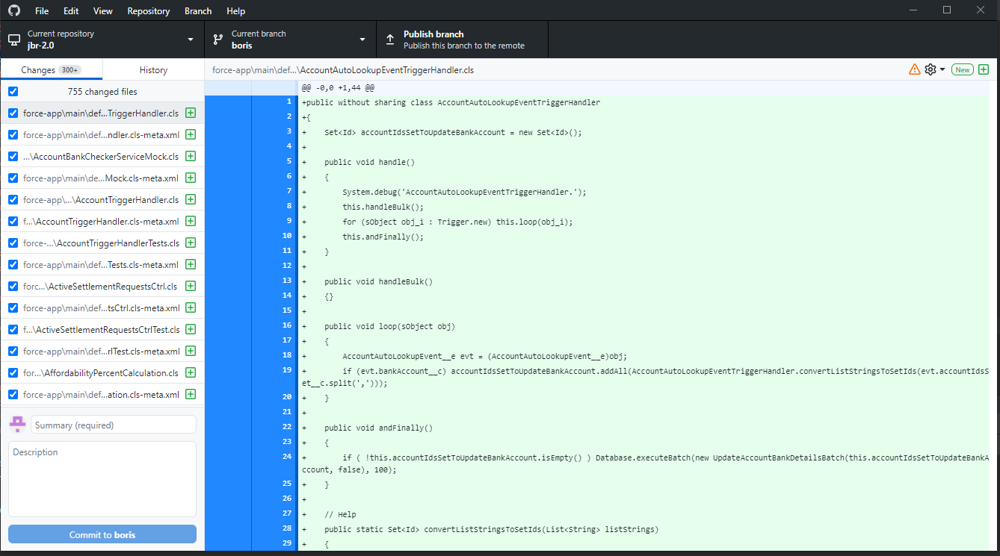 File Edit View Repository Branch Help
Current repository
jbr-2.0
Current branch
boris
Publish branch
Publish this branch to the remote
Changes 300+ History
755 changed files
force-app\main\def...TriggerHandler.cls
force-app\main\def...ndler.cls-meta.xml
...\AccountBankCheckerServiceMock.cls
force-app\main\de...Mock.cls-meta.xml
force-app\...\AccountTriggerHandler.cls
f...\AccountTriggerHandler.cls-meta.xml
force-...\AccountTriggerHandlerTests.cls
force-app\main\def...Tests.cls-meta.xml
forc...\ActiveSettlementRequestsCtrl.cls
force-app\main\def...tsCtrl.cls-meta.xml
f...\ActiveSettlementRequestsCtrlTest.cls
force-app\main\def...rlTest.cls-meta.xml
for...\AffordabilityPercentCalculation.cls
force-app\main\def...ation.cls-meta.xml
Summary (required)
Description
Commit to boris
force-app\main\def...\AccountAutoLookupEventTriggerHandler.cls New
@@ -0,0 +1,44 @@
1 +public without sharing class AccountAutoLookupEventTriggerHandler
2 +{
3 +    Set<Id> accountIdsSetToUpdateBankAccount = new Set<Id>();
4 +
5 +    public void handle()
6 +    {
7 +        System.debug('AccountAutoLookupEventTriggerHandler.');
8 +        this.handleBulk();
9 +        for (sObject obj_i : Trigger.new) this.loop(obj_i);
10 +        this.andFinally();
11 +    }
12 +
13 +    public void handleBulk()
14 +    {}
15 +
16 +    public void loop(sObject obj)
17 +    {
18 +        AccountAutoLookupEvent__e evt = (AccountAutoLookupEvent__e)obj;
19 +        if (evt.bankAccount__c) accountIdsSetToUpdateBankAccount.addAll(AccountAutoLookupEventTriggerHandler.convertListStringsToSetIds(evt.accountIdsS
et__c.split(',')));
20 +    }
21 +
22 +    public void andFinally()
23 +    {
24 +        if ( !this.accountIdsSetToUpdateBankAccount.isEmpty() ) Database.executeBatch(new UpdateAccountBankDetailsBatch(this.accountIdsSetToUpdateBankA
ccount, false), 100);
25 +    }
26 +
27 +    // Help
28 +    public static Set<Id> convertListStringsToSetIds(List<String> listStrings)
29 +    {